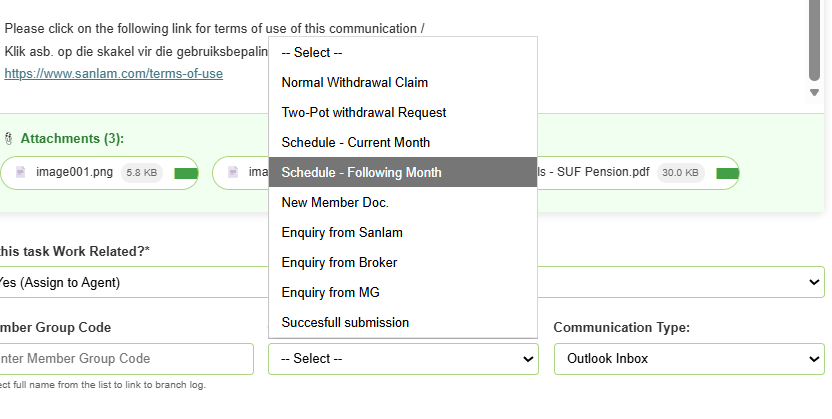 Please click on the following link for terms of use of this communication /
Klik asb. op die skakel vir die gebruiksbepalin
https://www.sanlam.com/terms-of-use
-- Select --
Normal Withdrawal Claim
Two-Pot withdrawal Request
Schedule - Current Month
Schedule - Following Month
New Member Doc.
Enquiry from Sanlam
Enquiry from Broker
Enquiry from MG
Succesfull submission
Attachments (3):
image001.png 5.8 KB ima ls - SUF Pension.pdf 30.0 KB
this task Work Related?*
Yes (Assign to Agent)
mber Group Code Communication Type:
nter Member Group Code -- Select -- Outlook Inbox
ect full name from the list to link to branch log.